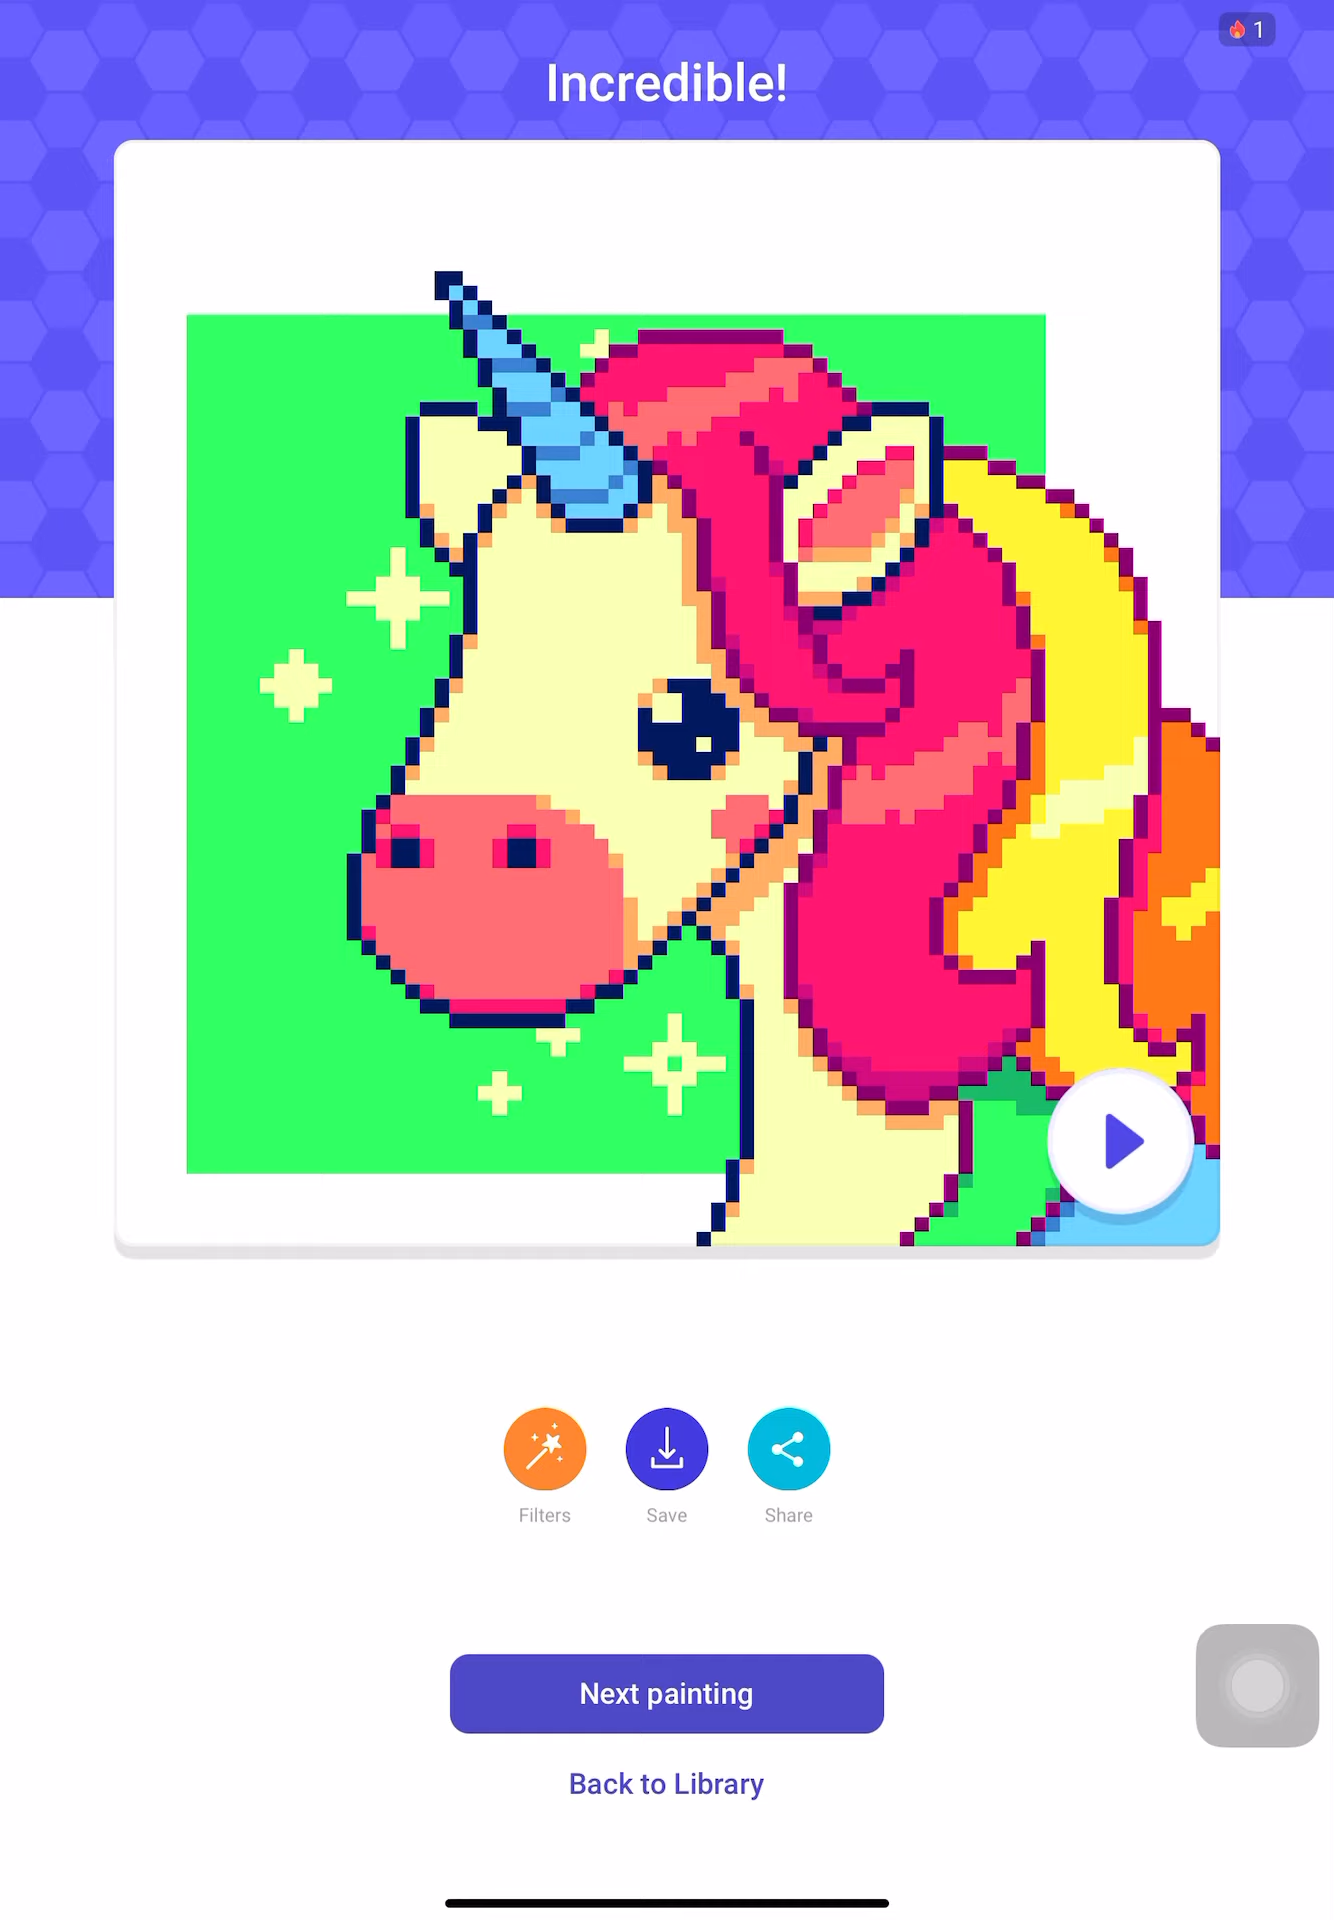 1
Incredible!
Filters
Save
Share
Next painting
Back to Library